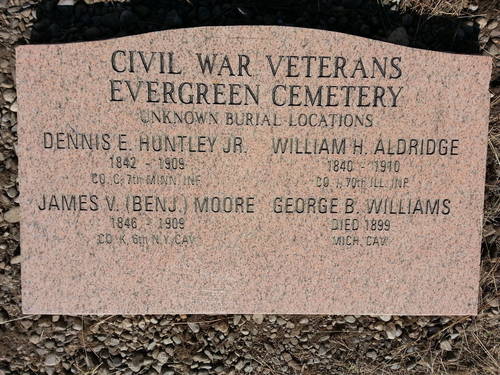 CIVIL WAR VETERANS
EVERGREEN CEMETERY
UNKNOWN BURIAL LOCATIONS
DENNIS E. HUNTLEY JR.
1842 - 1909
CO. C. 7th MINN. INF.
WILLIAM H. ALDRIDGE
1840 - 1910
CO. I, 70th ILL. INF.
JAMES V. (BENJ.) MOORE
1846 - 1909
CO. K, 6th N.Y. CAV.
GEORGE B. WILLIAMS
DIED 1899
MICH. CAV.